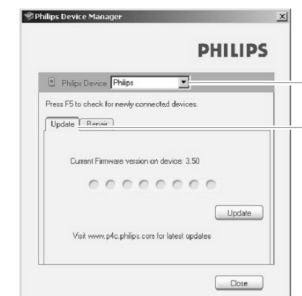 Philips Device Manager
PHILIPS
Philips Device Philips
Press F5 to check for newly connected devices.
Update Repair
Current Firmware version on device: 3.50
Update
Visit www.p4c.philips.com for latest updates
Close